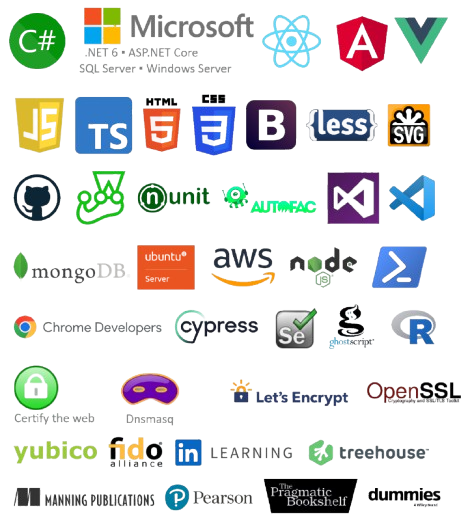 C#
Microsoft
.NET 6 • ASP.NET Core
SQL Server • Windows Server
A
JS
TS
HTML
5
CSS
3
B
{less}
SVG
nunit
AUTOFAC
mongoDB.
ubuntu
Server
aws
node
JS
>_
Chrome Developers
cypress
Se
ghostscript
R
Certify the web
Dnsmasq
Let's Encrypt
OpenSSL
Cryptography and SSL/TLS Toolkit
yubico
fido
alliance
in LEARNING
treehouse™
MANNING PUBLICATIONS
Pearson
The
Pragmatic
Bookshelf
dummies
A Wiley Brand